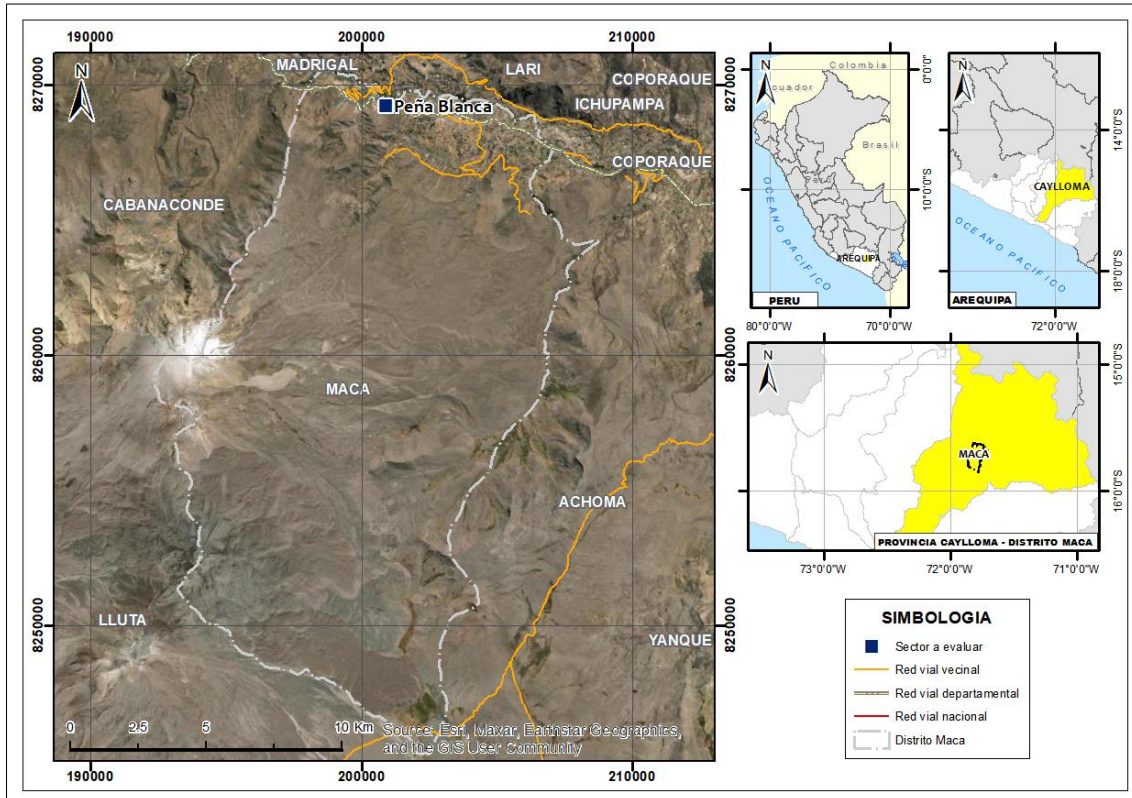 190000
200000
210000
N
MADRIGAL
LARI
COPORAQUE
ICHUPAMPA
Peña Blanca
COPORAQUE
CABANACONDE
MACA
ACHOMA
LLUTA
YANQUE
8270000
8260000
8250000
8270000
8260000
8250000
0 2.5 5 10 Km
Source: Esri, Maxar, Earthstar Geographics,
and the GIS User Community
190000
200000
210000
N
Colombia
Ecuador
Brasil
Perú
OCEANO PACIFICO
AREQUIPA
PERU
0°0'0"
10°0'0"S
80°0'0"W
70°0'0"W
N
CAYLLOMA
OCEANO PACIFICO
AREQUIPA
14°0'0"S
18°0'0"S
72°0'0"W
N
MACA
PROVINCIA CAYLLOMA - DISTRITO MACA
15°0'0"S
16°0'0"S
73°0'0"W
72°0'0"W
71°0'0"W
SIMBOLOGIA
Sector a evaluar
Red vial vecinal
Red vial departamental
Red vial nacional
Distrito Maca